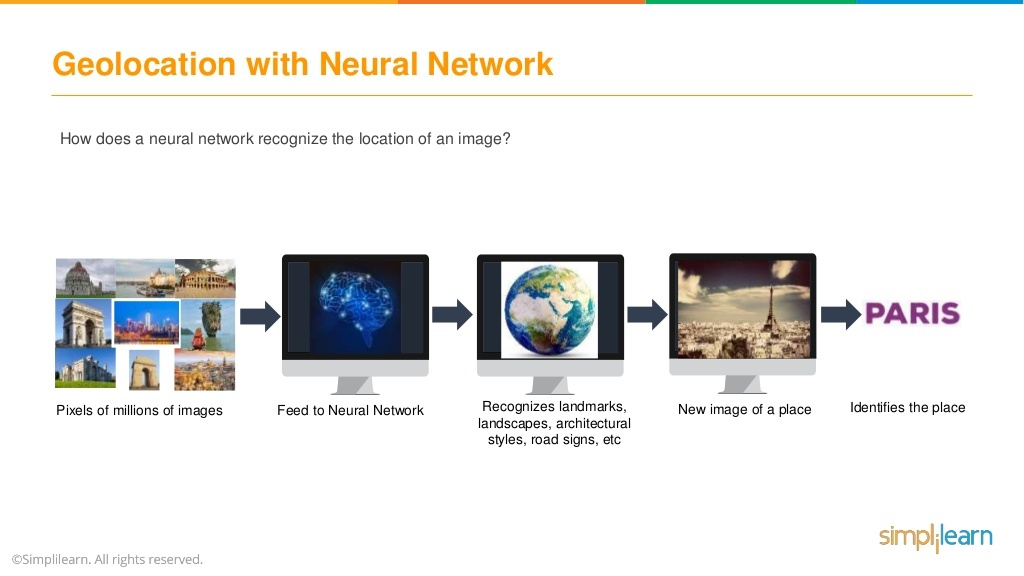 Geolocation with Neural Network
How does a neural network recognize the location of an image?
PARIS
Pixels of millions of images
Feed to Neural Network
Recognizes landmarks,
landscapes, architectural
styles, road signs, etc
New image of a place
Identifies the place
simplilearn
©Simplilearn. All rights reserved.